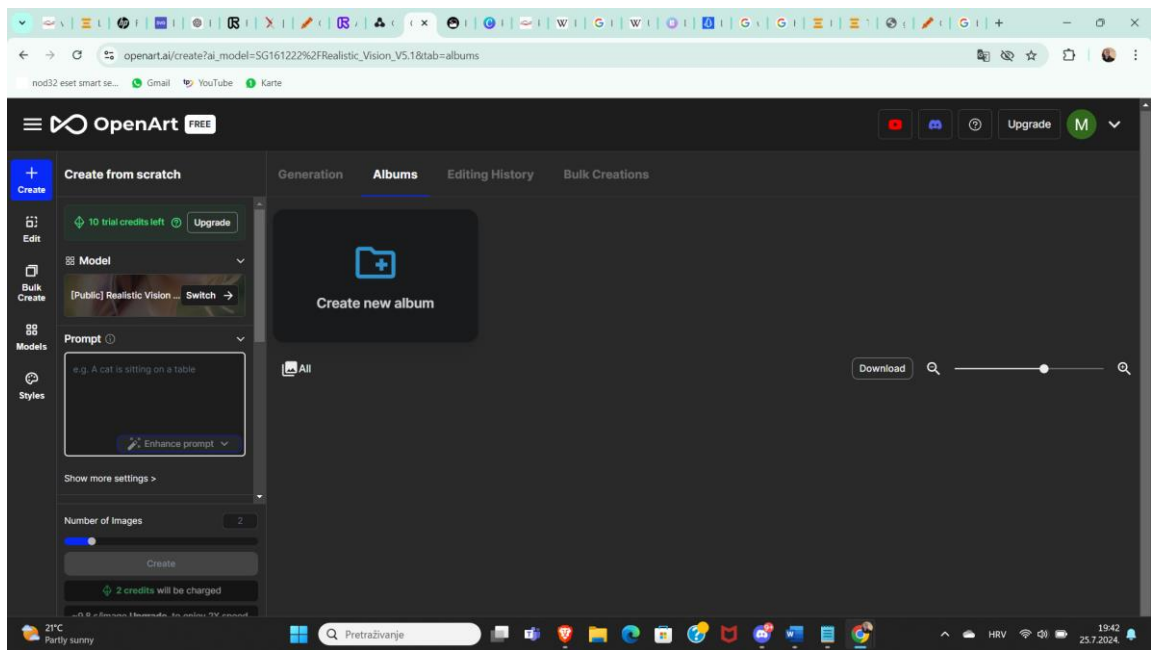 openart.ai/create?ai_model=SG161222%2FRealistic_Vision_V5.1&tab=albums
nod32 eset smart se... Gmail YouTube Karte
OpenArt FREE
Upgrade M
Create
Edit
Bulk
Create
Models
Styles
Create from scratch
10 trial credits left Upgrade
Model
[Public] Realistic Vision ... Switch →
Prompt
e.g. A cat is sitting on a table
Enhance prompt
Show more settings >
Number of Images 2
Create
2 credits will be charged
Generation Albums Editing History Bulk Creations
Create new album
All
Download
21°C
Partly sunny
Pretraživanje
HRV
19:42
25.7.2024.